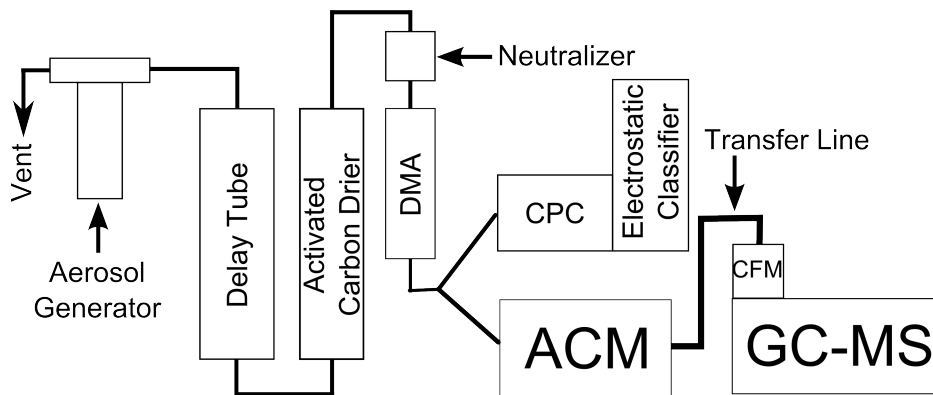 Neutralizer
Vent
Aerosol
Generator
Delay Tube
Activated
Carbon Drier
DMA
CPC
Electrostatic
Classifier
Transfer Line
ACM
CFM
GC-MS